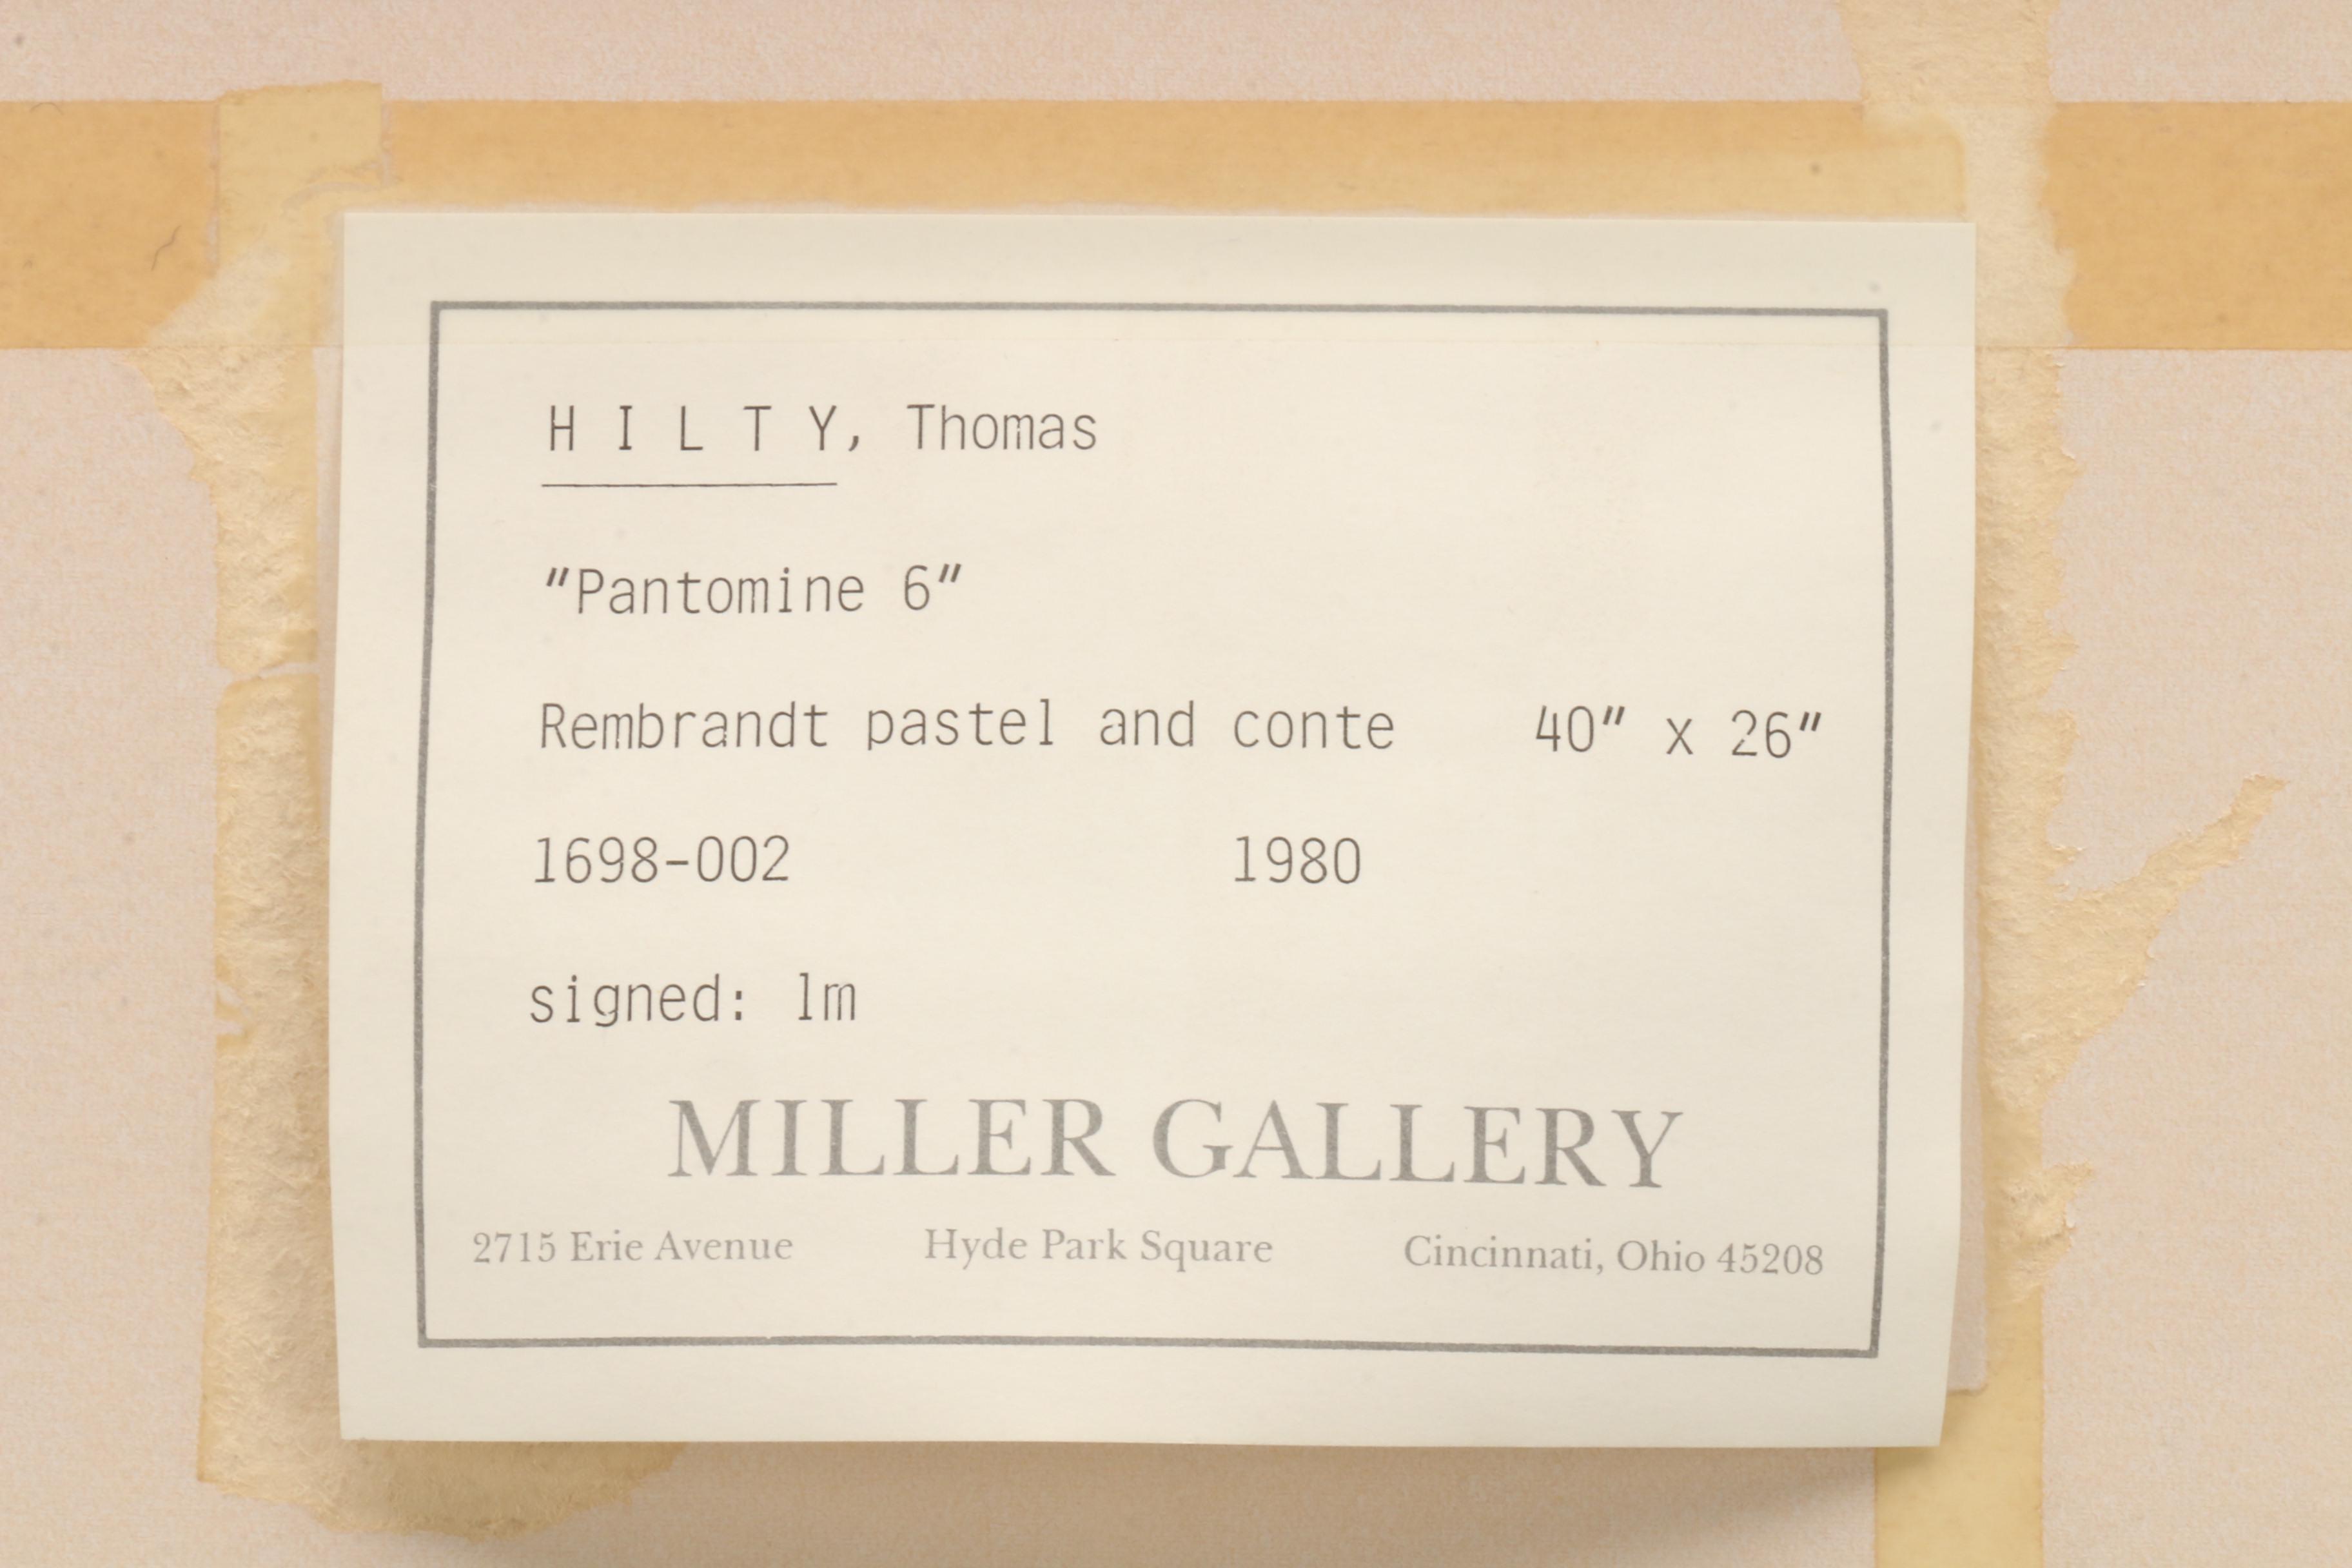 H I L T Y, Thomas
"Pantomine 6"
Rembrandt pastel and conte 40" x 26"
1698-002 1980
signed: lm
MILLER GALLERY
2715 Erie Avenue Hyde Park Square Cincinnati, Ohio 45208